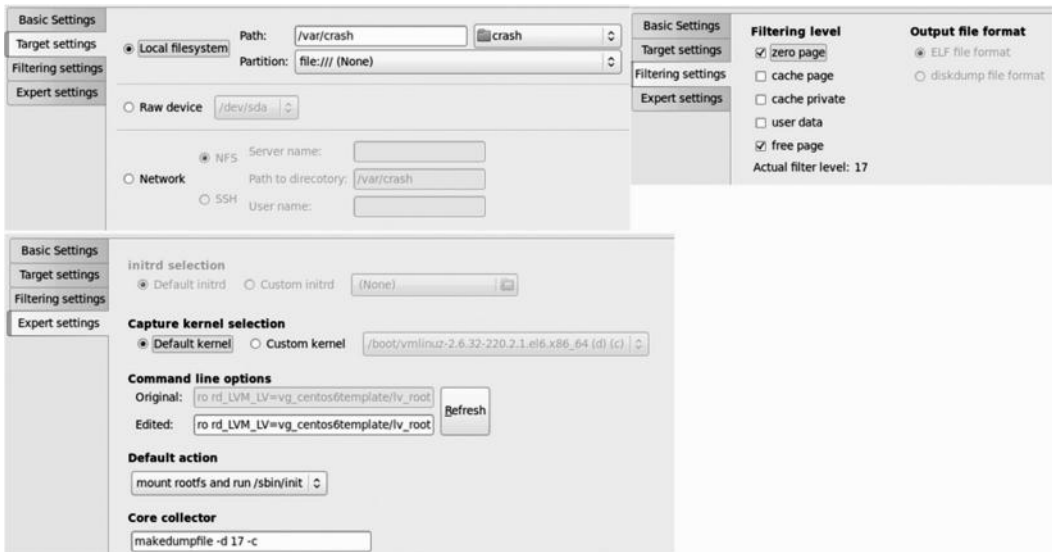 Basic Settings
Target settings
Filtering settings
Expert settings
Local filesystem
Path: /var/crash crash
Partition: file:/// (None)
Raw device /dev/sda
Network
NFS
SSH
Server name:
Path to direcotory: /var/crash
User name:
Basic Settings
Target settings
Filtering settings
Expert settings
Filtering level
zero page
cache page
cache private
user data
free page
Actual filter level: 17
Output file format
ELF file format
diskdump file format
Basic Settings
Target settings
Filtering settings
Expert settings
initrd selection
Default initrd Custom initrd (None)
Capture kernel selection
Default kernel Custom kernel /boot/vmlinuz-2.6.32-220.2.1.el6.x86_64 (d) (c)
Command line options
Original: ro rd_LVM_LV=vg_centos6template/lv_root
Edited: ro rd_LVM_LV=vg_centos6template/lv_root
Refresh
Default action
mount rootfs and run /sbin/init
Core collector
makedumpfile -d 17 -c